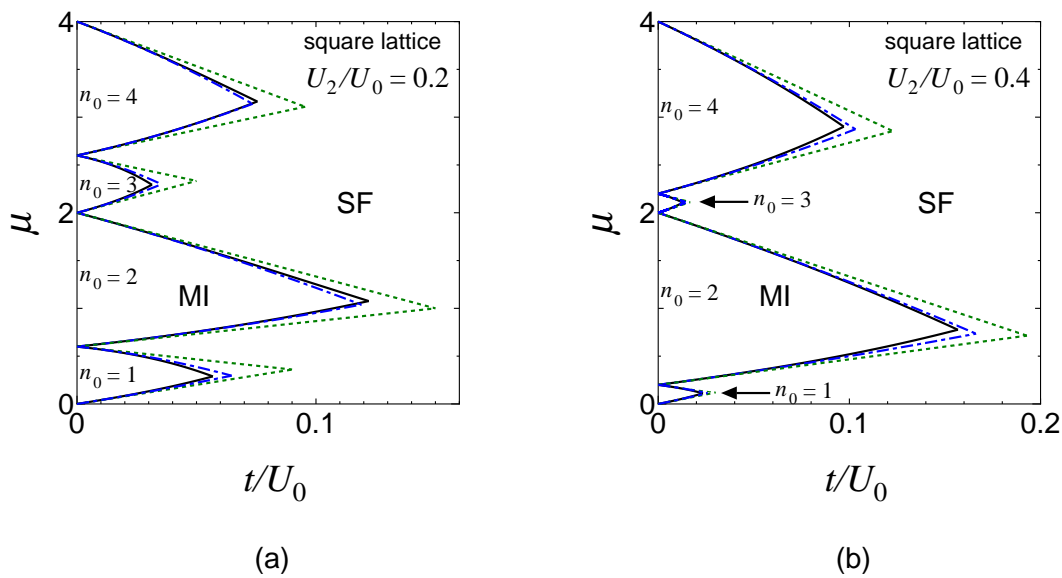 4
square lattice
U₂/U₀ = 0.2
n₀ = 4
n₀ = 3
SF
2
μ
n₀ = 2
MI
n₀ = 1
0
0
0.1
t/U₀
(a)
4
square lattice
U₂/U₀ = 0.4
n₀ = 4
n₀ = 3
SF
2
μ
n₀ = 2
MI
n₀ = 1
0
0
0.1
0.2
t/U₀
(b)